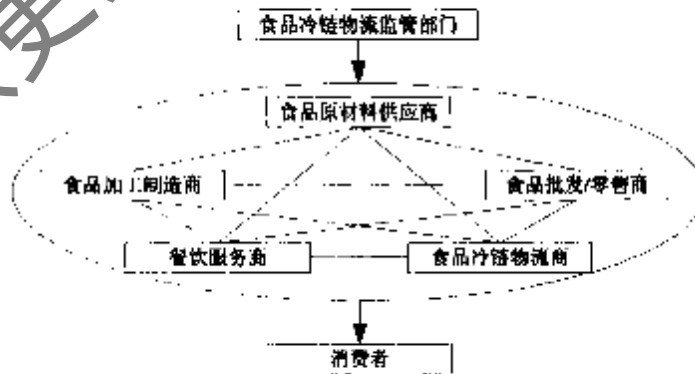 食品冷链物流监管部门
食品原材料供应商
食品加工制造商
食品批发/零售商
餐饮服务商
食品冷链物流商
消费者